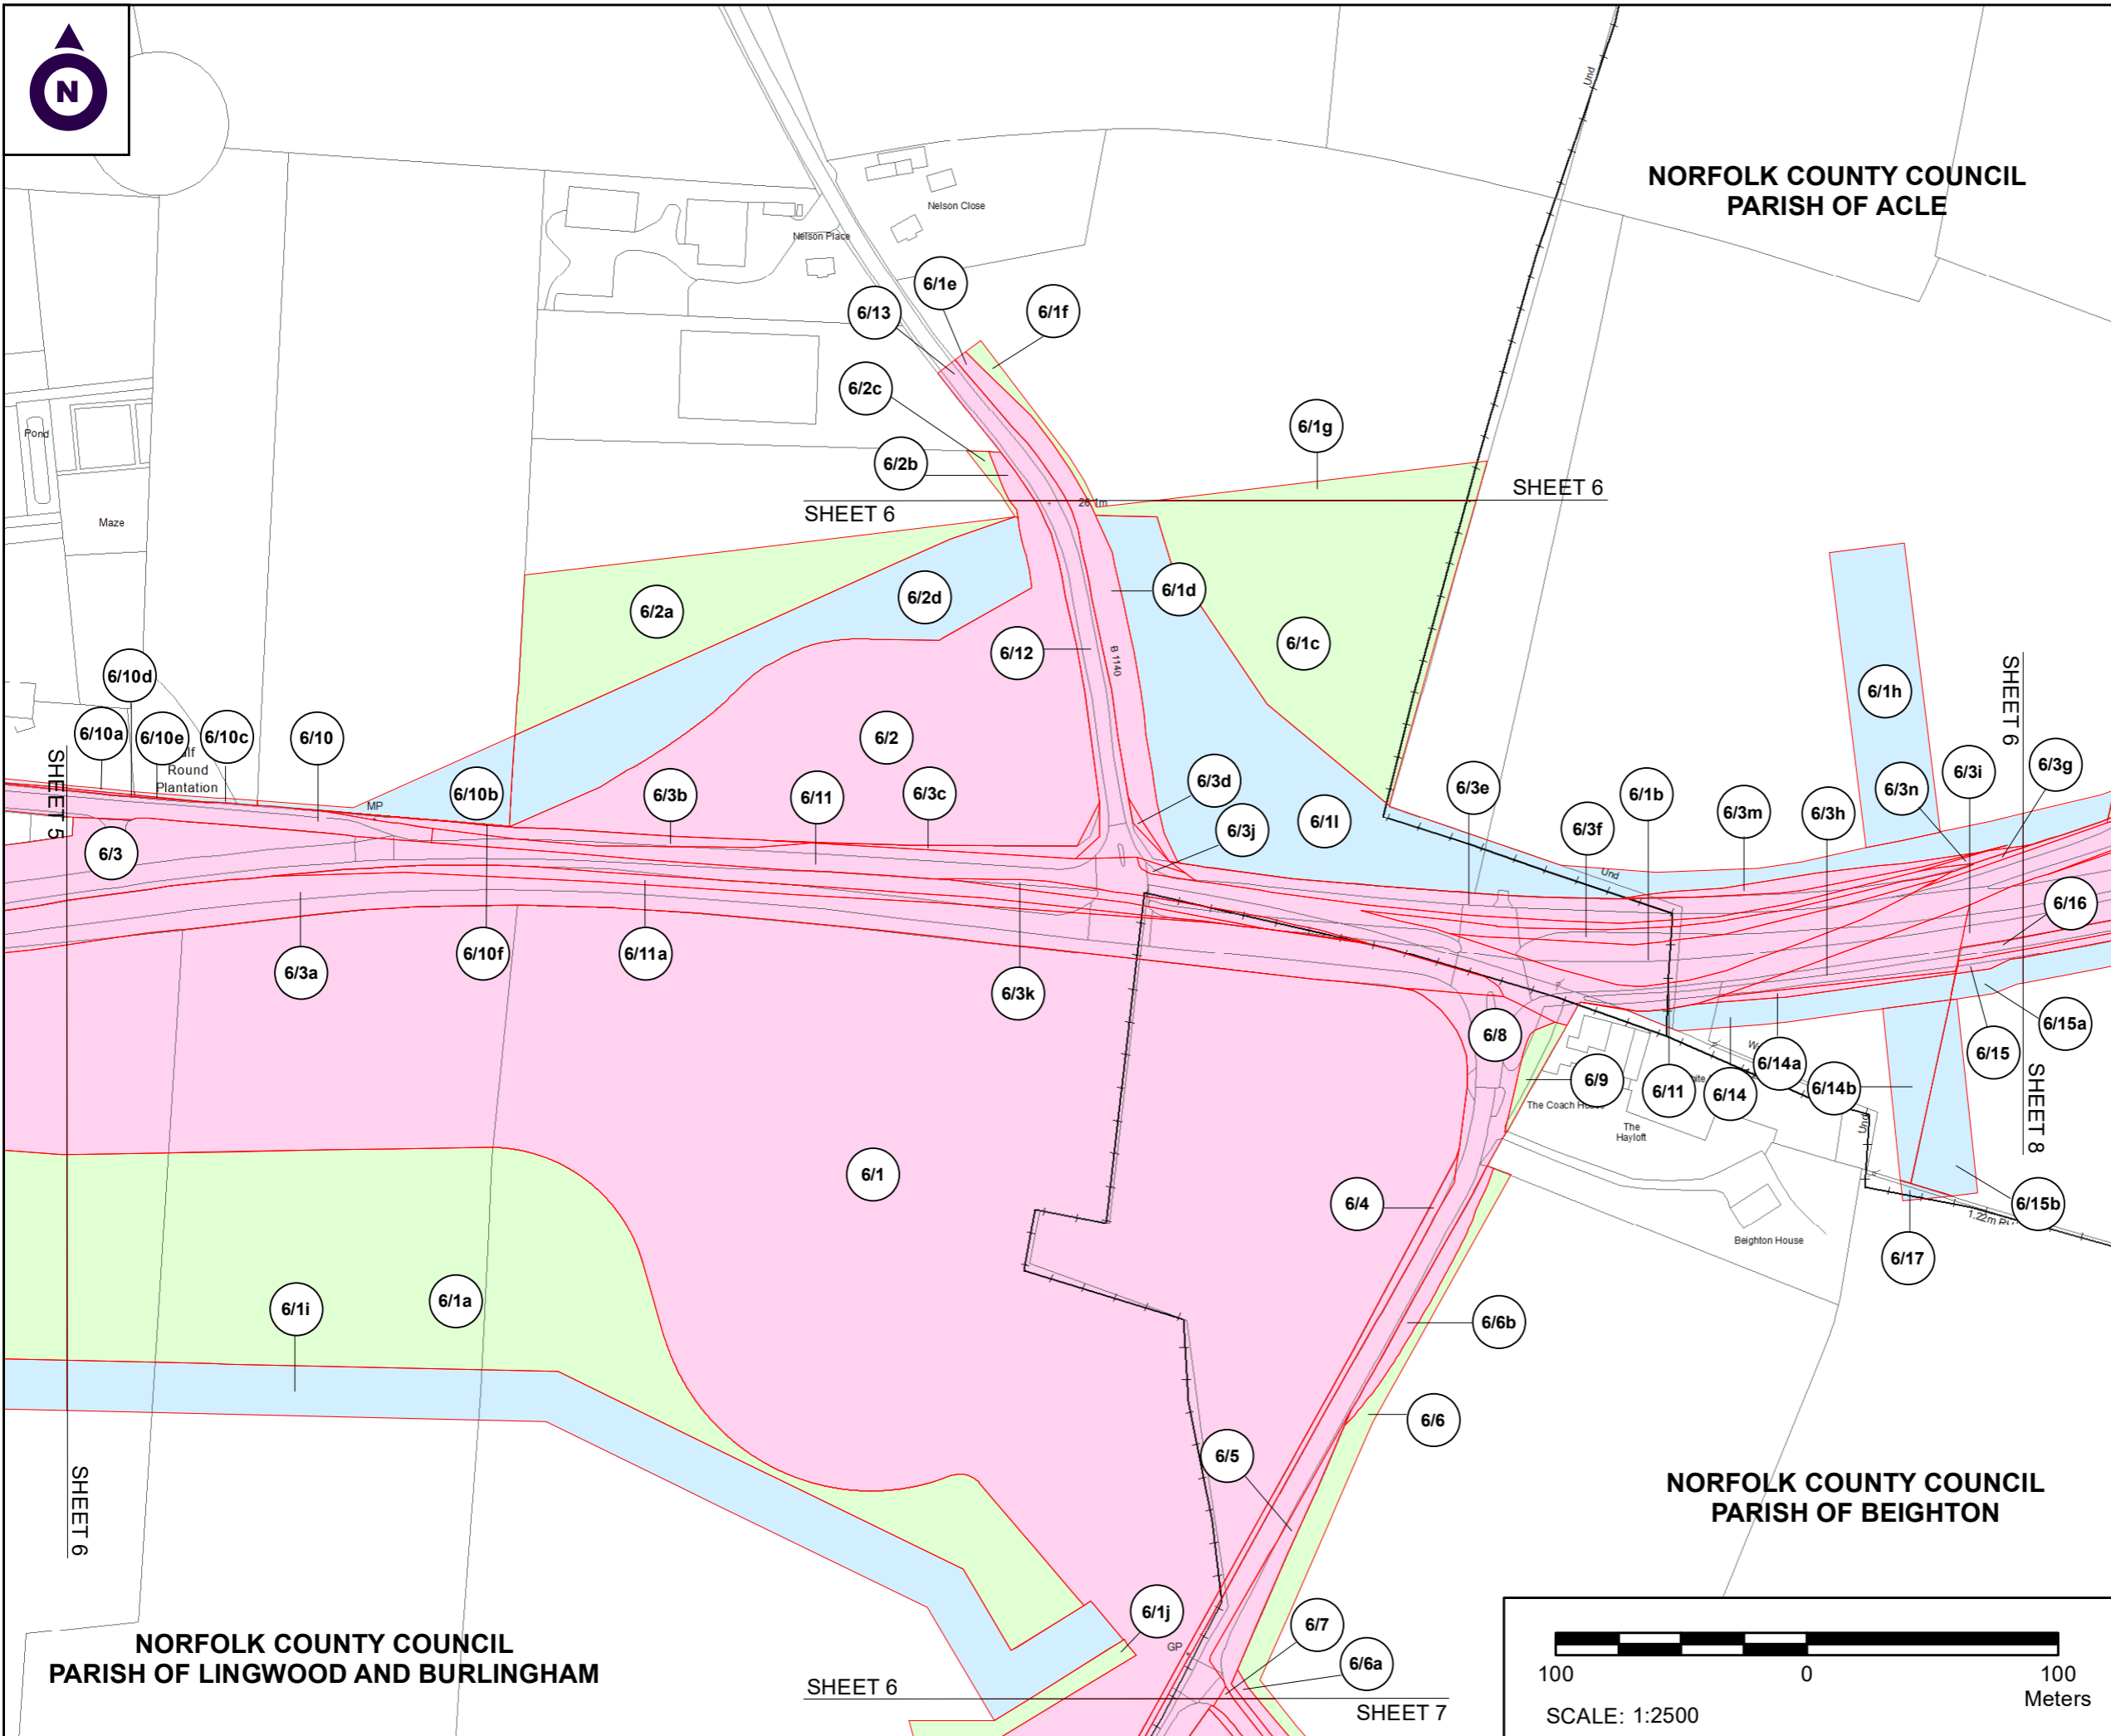 N
NORFOLK COUNTY COUNCIL
PARISH OF ACLE
Und
Nelson Close
Nelson Place
6/1e
6/13
6/1f
6/2c
6/1g
6/2b
Pond
Maze
SHEET 6
SHEET 6
6/2a
6/2d
6/1d
6/12
B 1140
6/1c
6/1h
SHEET 6
6/10d
6/10a
6/10e
6/10c
6/10
Round
Plantation
SHEET 5
MP
6/10b
6/3b
6/11
6/2
6/3c
6/3d
6/3j
6/1l
6/3e
6/3f
6/1b
6/3m
6/3h
6/3n
6/3i
6/3g
6/3
Und
6/16
6/3a
6/10f
6/11a
6/3k
6/8
6/9
6/11
6/14
6/14a
6/14b
6/15
6/15a
SHEET 8
The Coach
The
Hayloft
Und
6/1
6/4
6/15b
1.22m
Beighton House
6/17
6/1i
6/1a
6/6b
6/6
6/5
SHEET 6
NORFOLK COUNTY COUNCIL
PARISH OF BEIGHTON
6/1j
GP
6/7
6/6a
NORFOLK COUNTY COUNCIL
PARISH OF LINGWOOD AND BURLINGHAM
SHEET 6
SHEET 7
100
0
100
Meters
SCALE: 1:2500